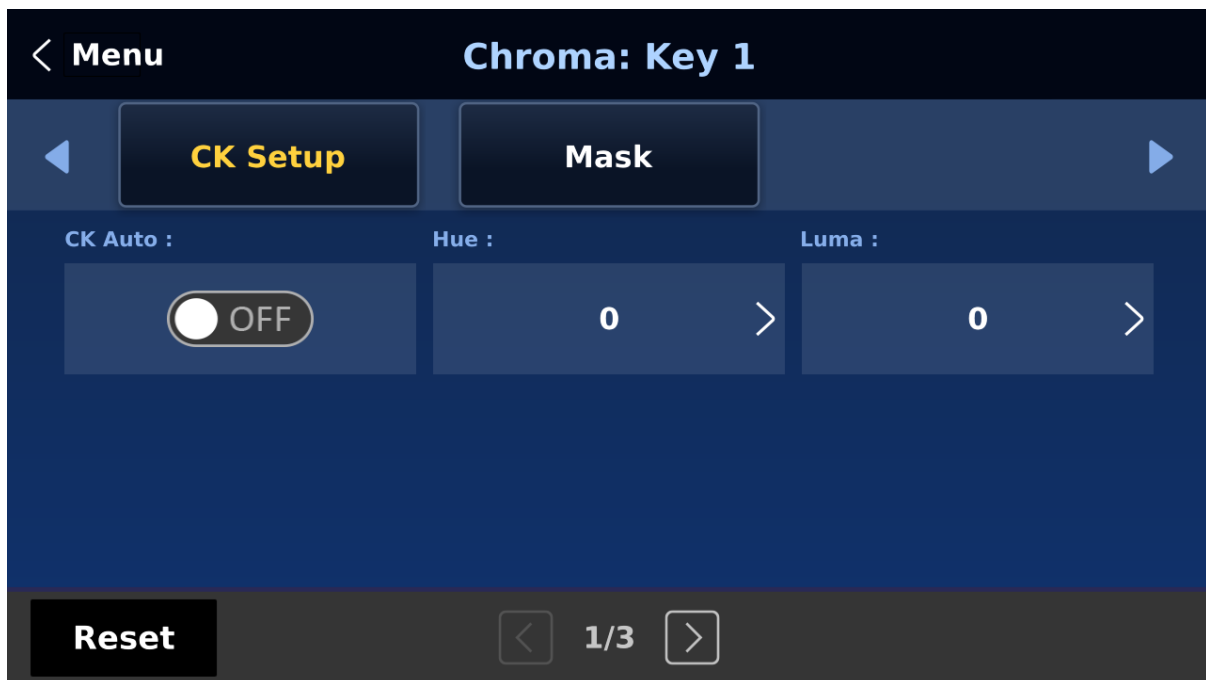 Menu
Chroma: Key 1
CK Setup
Mask
CK Auto :
Hue :
Luma :
OFF
0
0
Reset
1/3